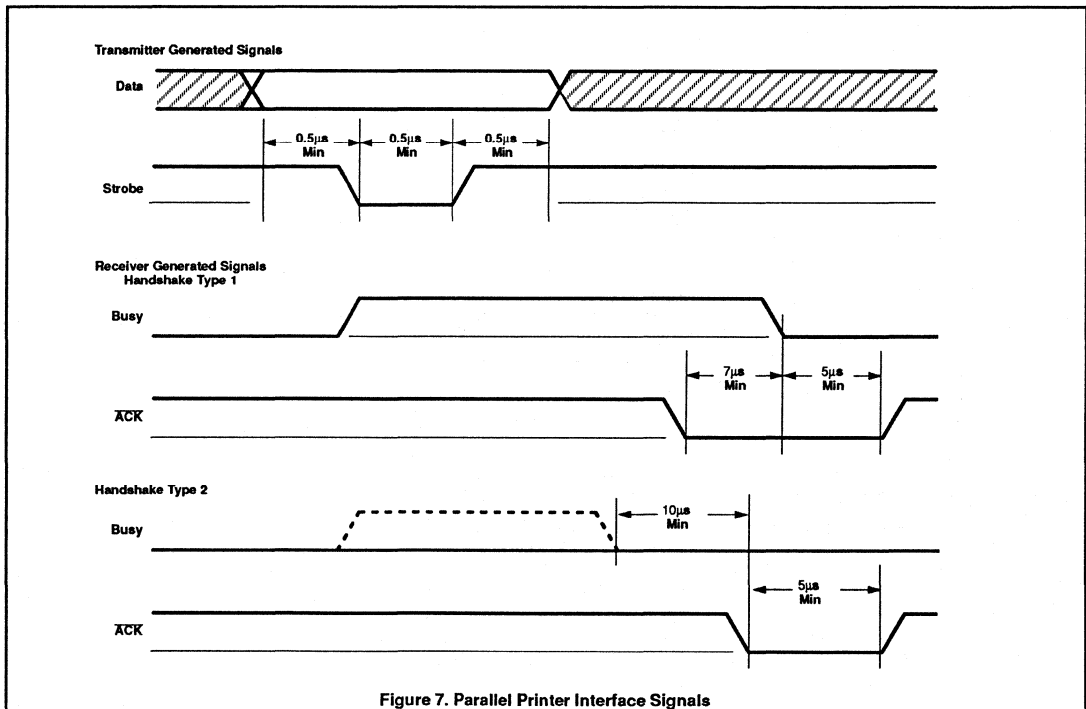 Transmitter Generated Signals
Data
0.5µs Min
0.5µs Min
0.5µs Min
Strobe
Receiver Generated Signals
Handshake Type 1
Busy
7µs Min
5µs Min
ACK
Handshake Type 2
Busy
10µs Min
5µs Min
ACK
Figure 7. Parallel Printer Interface Signals